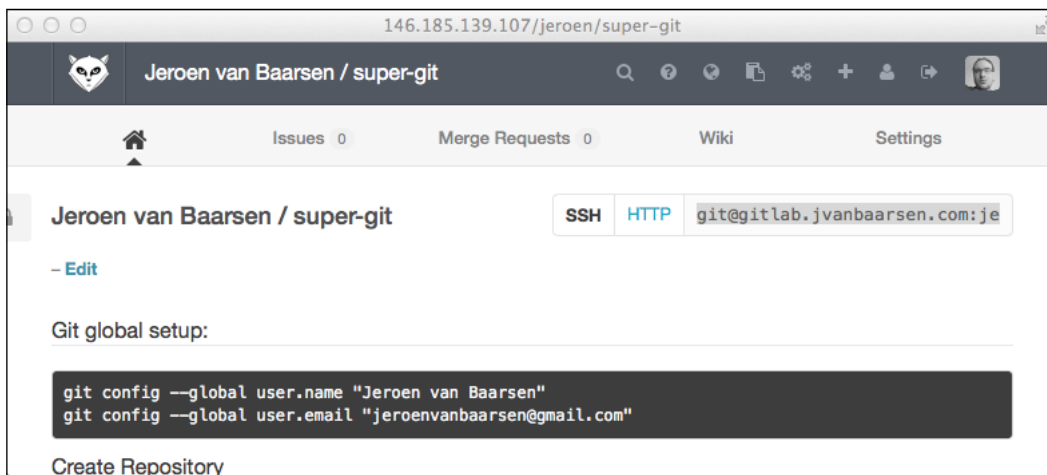 146.185.139.107/jeroen/super-git
Jeroen van Baarsen / super-git
Issues 0 Merge Requests 0 Wiki Settings
Jeroen van Baarsen / super-git SSH HTTP git@gitlab.jvanbaarsen.com:je
– Edit
Git global setup:
git config --global user.name "Jeroen van Baarsen"
git config --global user.email "jeroenvanbaarsen@gmail.com"
Create Repository